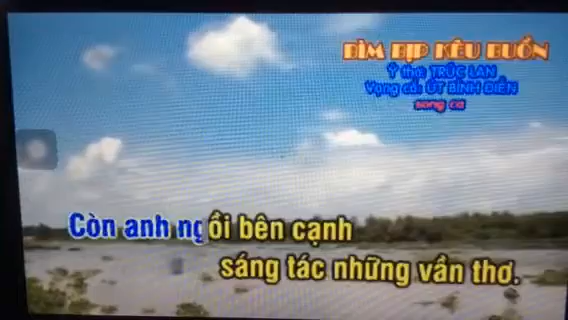 BÌM BỊP KÊU BUỒN
Ý thơ: TRÚC LAN
Vọng cổ: ÚT BÌNH ĐIỀN
song ca
Còn anh ngồi bên cạnh
sáng tác những vần thơ.